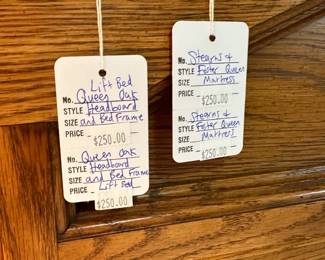 Lift Bed
No. Queen Oak
STYLE Headboard
SIZE and Bed Frame
PRICE
$250.00
No. Queen Oak
STYLE Headboard
SIZE and Bed Frame
PRICE Lift Bed
$250.00
No. Stearns &
STYLE Foter Queen
SIZE Mattress
PRICE
$250.00
No. Stearns &
STYLE Foter Queen
SIZE Mattress
PRICE
$250.00